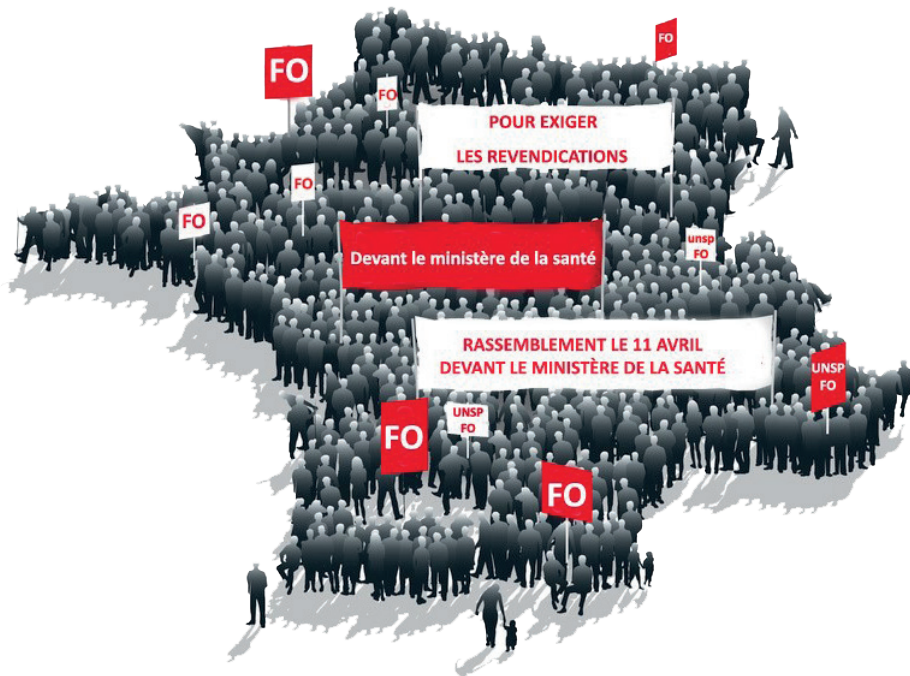 FO
FO
FO
POUR EXIGER
LES REVENDICATIONS
FO
FO
unsp
FO
Devant le ministère de la santé
RASSEMBLEMENT LE 11 AVRIL
DEVANT LE MINISTÈRE DE LA SANTÉ
UNSP
FO
FO
UNSP
FO
FO